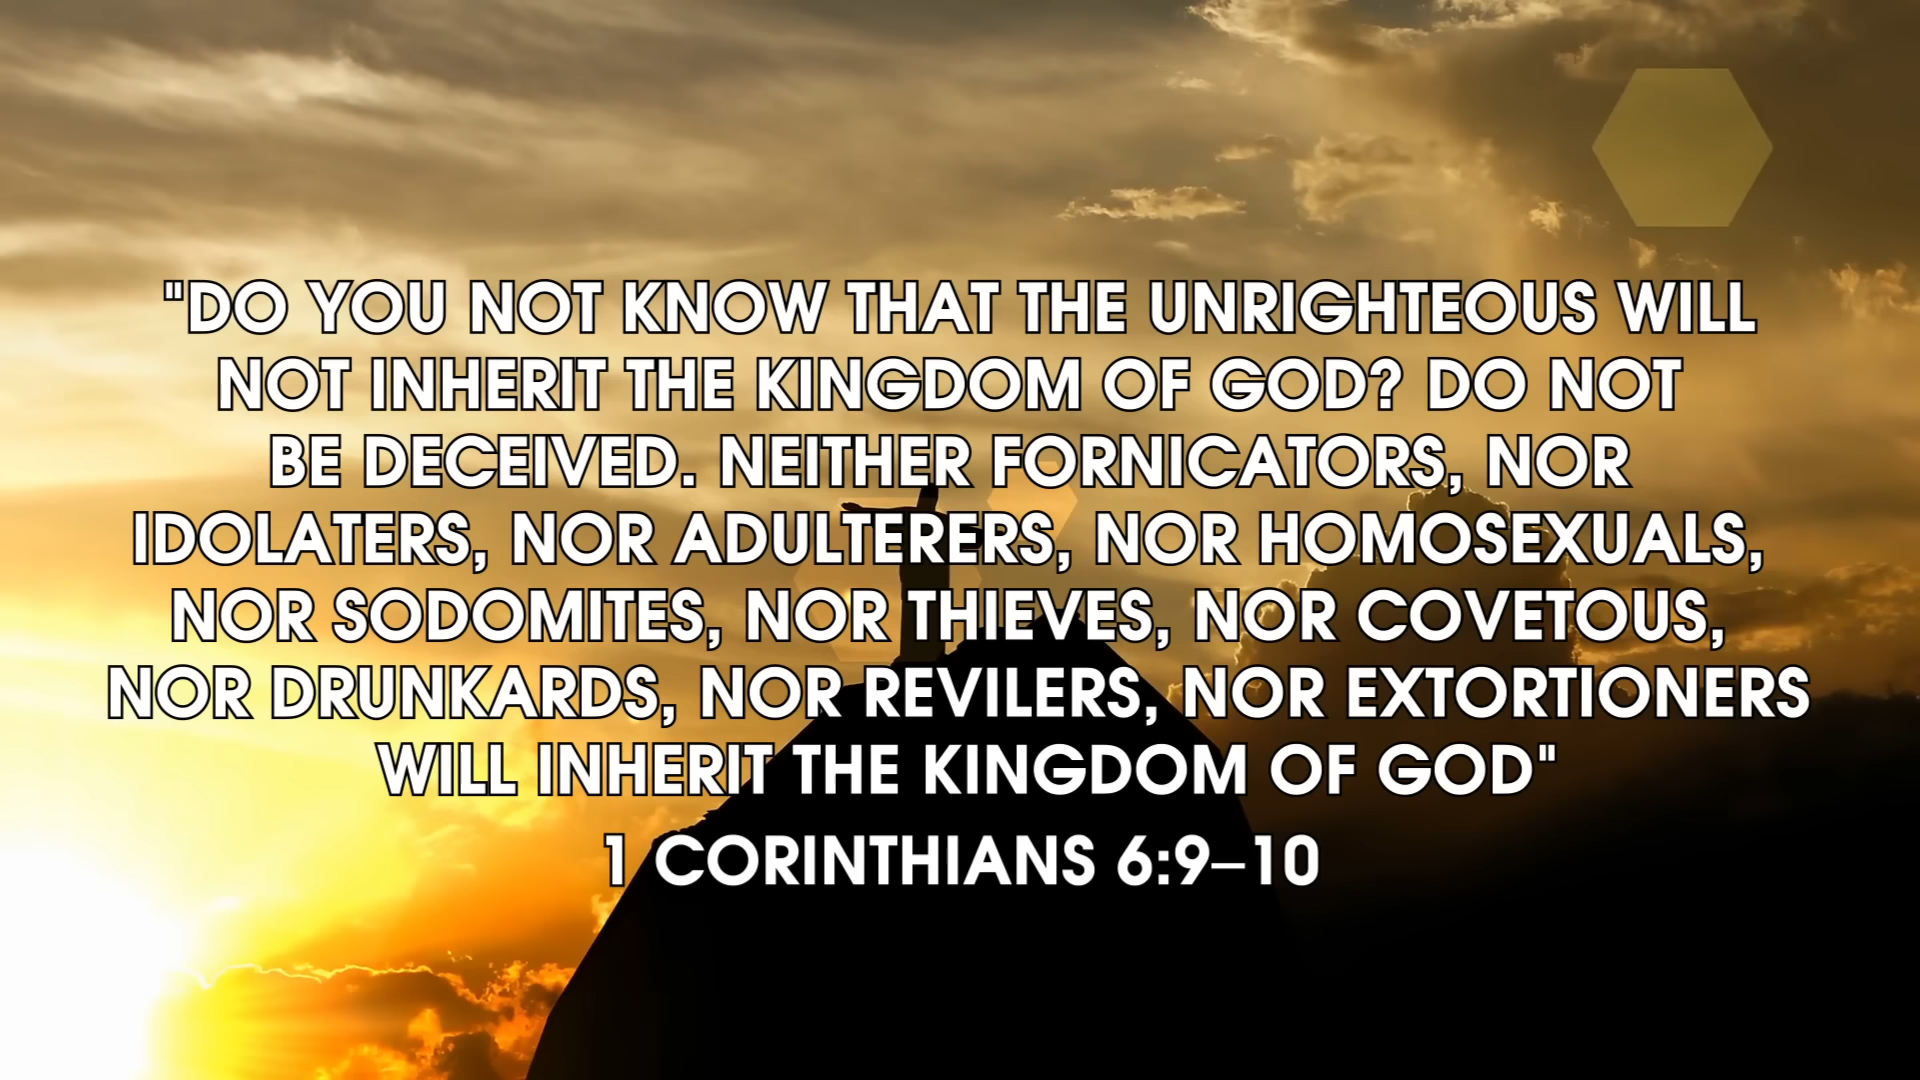 "DO YOU NOT KNOW THAT THE UNRIGHTEOUS WILL
NOT INHERIT THE KINGDOM OF GOD? DO NOT
BE DECEIVED. NEITHER FORNICATORS, NOR
IDOLATERS, NOR ADULTERERS, NOR HOMOSEXUALS,
NOR SODOMITES, NOR THIEVES, NOR COVETOUS,
NOR DRUNKARDS, NOR REVILERS, NOR EXTORTIONERS
WILL INHERIT THE KINGDOM OF GOD"
1 CORINTHIANS 6:9–10